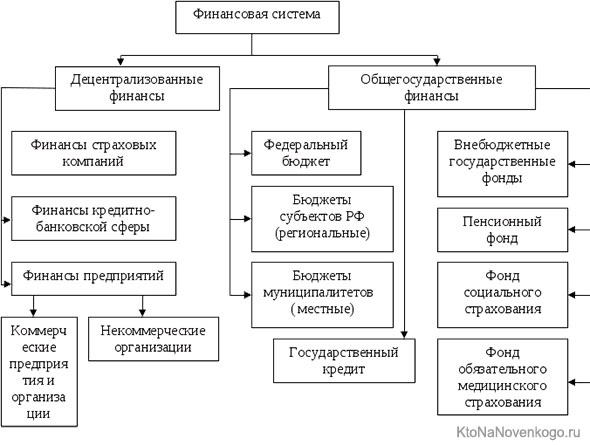 Финансовая система
Децентрализованные
финансы
Общегосударственные
финансы
Финансы страховых
компаний
Финансы кредитно-
банковской сферы
Финансы предприятий
Коммерч
еские
предприя
тия и
организа
ции
Некоммерческие
организации
Федеральный
бюджет
Бюджеты
субъектов РФ
(региональные)
Бюджеты
муниципалитетов
(местные)
Государственный
кредит
Внебюджетные
государственные
фонды
Пенсионный
фонд
Фонд
социального
страхования
Фонд
обязательного
медицинского
страхования
KtoNaNovenkogo.ru